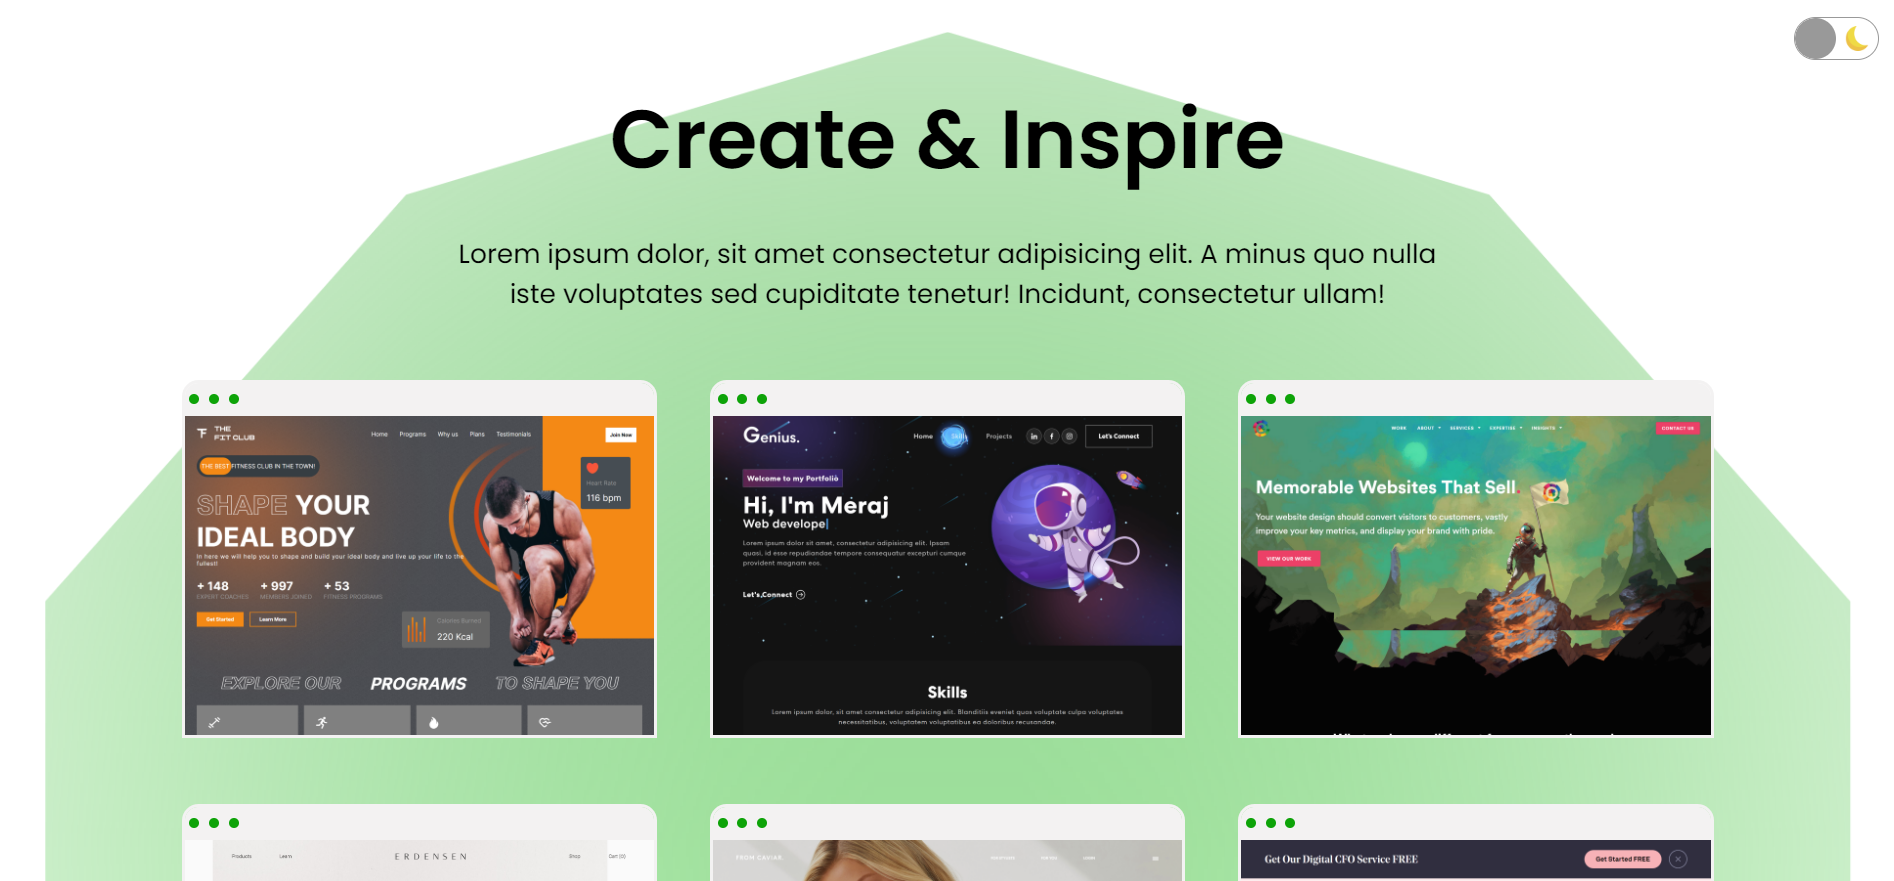 Create & Inspire
Lorem ipsum dolor, sit amet consectetur adipisicing elit. A minus quo nulla
iste voluptates sed cupiditate tenetur! Incidunt, consectetur ullam!
THE
FIT CLUB
Home Programs Why us Plans Testimonials
Join Now
THE BEST FITNESS CLUB IN THE TOWN!
Heart Rate
116 bpm
SHAPE YOUR
IDEAL BODY
In here we will help you to shape and build your ideal body and live up your life to the
fullest!
+ 148 + 997 + 53
EXPERT COACHES MEMBERS JOINED FITNESS PROGRAMS
Get Started Learn More
Calories Burned
220 Kcal
EXPLORE OUR PROGRAMS TO SHAPE YOU
Genius.
Home Skills Projects
in f
Let's Connect
Welcome to my Portfolio
Hi, I'm Meraj
Web develope
Lorem ipsum dolor sit amet, consectetur adipisicing elit. Ipsam
quasi, id esse repudiandae tempore consequatur excepturi cumque
provident magnam eos.
Let's Connect
Skills
Lorem ipsum dolor, sit amet consectetur adipisicing elit. Blanditiis eveniet quos voluptate culpa voluptates
necessitatibus, voluptatem voluptatibus ea doloribus recusandae.
WORK ABOUT SERVICES EXPERTISE INSIGHTS
CONTACT US
Memorable Websites That Sell.
Your website design should convert visitors to customers, vastly
improve your key metrics, and display your brand with pride.
VIEW OUR WORK
Products Learn ERDENSEN Shop Cart (0)
FROM CAVIAR
Get Our Digital CFO Service FREE
Get Started FREE